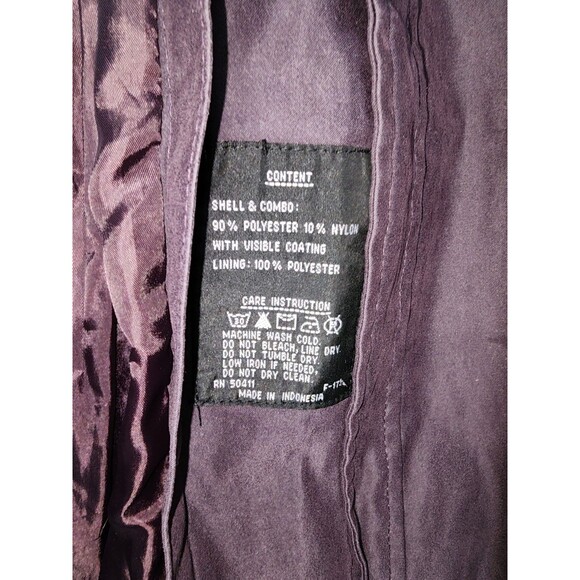 CONTENT
SHELL & COMBO:
90% POLYESTER 10% NYLON
WITH VISIBLE COATING
LINING: 100% POLYESTER
CARE INSTRUCTION
30
MACHINE WASH COLD.
DO NOT BLEACH, LINE DRY.
DO NOT TUMBLE DRY.
LOW IRON IF NEEDED,
DO NOT DRY CLEAN.
RN 50411
MADE IN INDONESIA